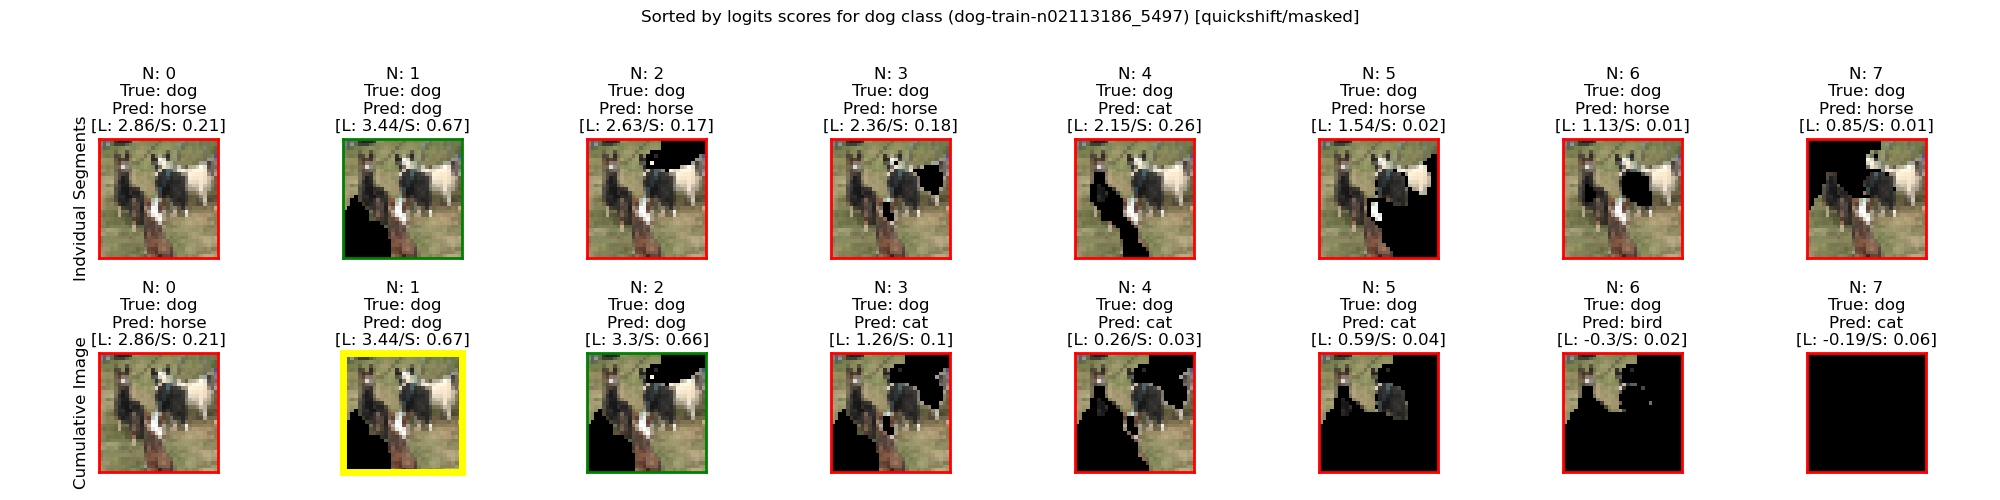 Sorted by logits scores for dog class (dog-train-n02113186_5497) [quickshift/masked]
Indvidual Segments
N: 0
True: dog
Pred: horse
[L: 2.86/S: 0.21]
N: 1
True: dog
Pred: dog
[L: 3.44/S: 0.67]
N: 2
True: dog
Pred: horse
[L: 2.63/S: 0.17]
N: 3
True: dog
Pred: horse
[L: 2.36/S: 0.18]
N: 4
True: dog
Pred: cat
[L: 2.15/S: 0.26]
N: 5
True: dog
Pred: horse
[L: 1.54/S: 0.02]
N: 6
True: dog
Pred: horse
[L: 1.13/S: 0.01]
N: 7
True: dog
Pred: horse
[L: 0.85/S: 0.01]
Cumulative Image
N: 0
True: dog
Pred: horse
[L: 2.86/S: 0.21]
N: 1
True: dog
Pred: dog
[L: 3.44/S: 0.67]
N: 2
True: dog
Pred: dog
[L: 3.3/S: 0.66]
N: 3
True: dog
Pred: cat
[L: 1.26/S: 0.1]
N: 4
True: dog
Pred: cat
[L: 0.26/S: 0.03]
N: 5
True: dog
Pred: cat
[L: 0.59/S: 0.04]
N: 6
True: dog
Pred: bird
[L: -0.3/S: 0.02]
N: 7
True: dog
Pred: cat
[L: -0.19/S: 0.06]